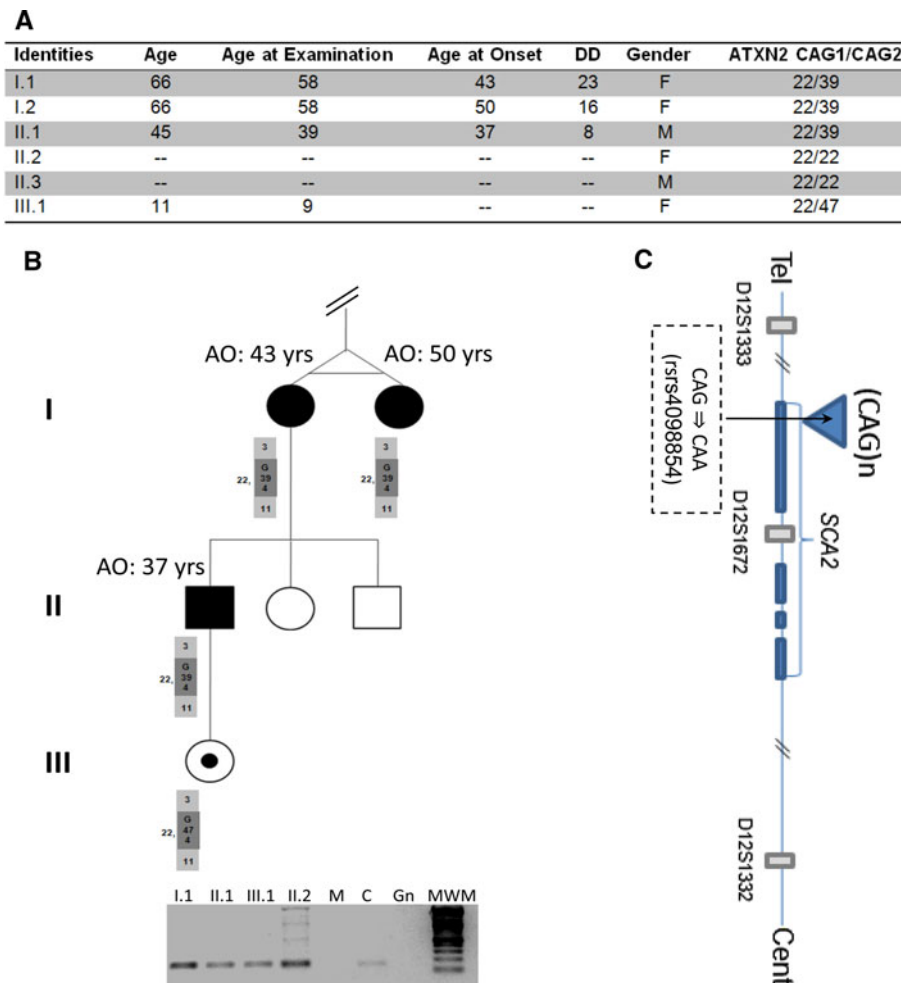 A
Identities Age Age at Examination Age at Onset DD Gender ATXN2 CAG1/CAG2
I.1 66 58 43 23 F 22/39
I.2 66 58 50 16 F 22/39
II.1 45 39 37 8 M 22/39
II.2 -- -- -- -- F 22/22
II.3 -- -- -- -- M 22/22
III.1 11 9 -- -- F 22/47
B
AO: 43 yrs AO: 50 yrs
I
3
G
22, 39
4
11
3
G
22, 39
4
11
AO: 37 yrs
II
3
G
22, 39
4
11
III
3
G
22, 47
4
11
I.1 II.1 III.1 II.2 M C Gn MWM
C
Tel
D12S1333
(CAG)n
CAG ⇒ CAA
(rsrs4098854)
D12S1672
SCA2
D12S1332
Cent